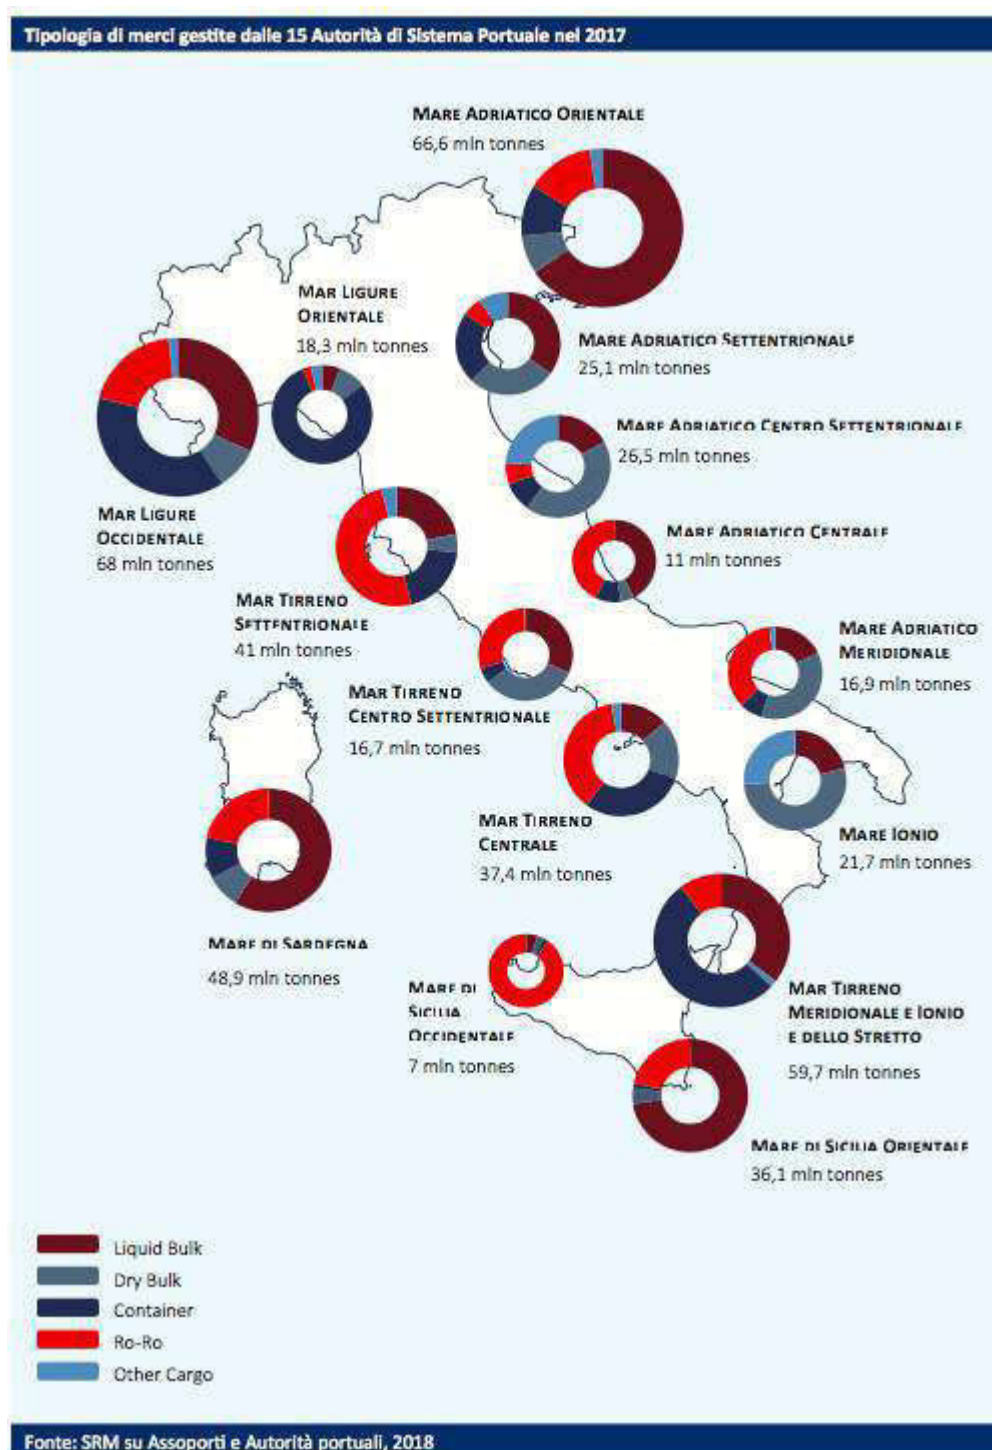 Tipologia di merci gestite dalle 15 Autorità di Sistema Portuale nel 2017
MARE ADRIATICO ORIENTALE
66,6 mln tonnes
MAR LIGURE
ORIENTALE
18,3 mln tonnes
MARE ADRIATICO SETTENTRIONALE
25,1 mln tonnes
MARE ADRIATICO CENTRO SETTENTRIONALE
26,5 mln tonnes
MAR LIGURE
OCCIDENTALE
68 mln tonnes
MARE ADRIATICO CENTRALE
11 mln tonnes
MAR TIRRENO
SETTENTRIONALE
41 mln tonnes
MARE ADRIATICO
MERIDIONALE
16,9 mln tonnes
MAR TIRRENO
CENTRO SETTENTRIONALE
16,7 mln tonnes
MAR TIRRENO
CENTRALE
37,4 mln tonnes
MARE IONIO
21,7 mln tonnes
MARE DI SARDEGNA
48,9 mln tonnes
MARE DI
SICILIA
OCCIDENTALE
7 mln tonnes
MAR TIRRENO
MERIDIONALE E IONIO
E DELLO STRETTO
59,7 mln tonnes
MARE DI SICILIA ORIENTALE
36,1 mln tonnes
Liquid Bulk
Dry Bulk
Container
Ro-Ro
Other Cargo
Fonte: SRM su Assoporti e Autorità portuali, 2018